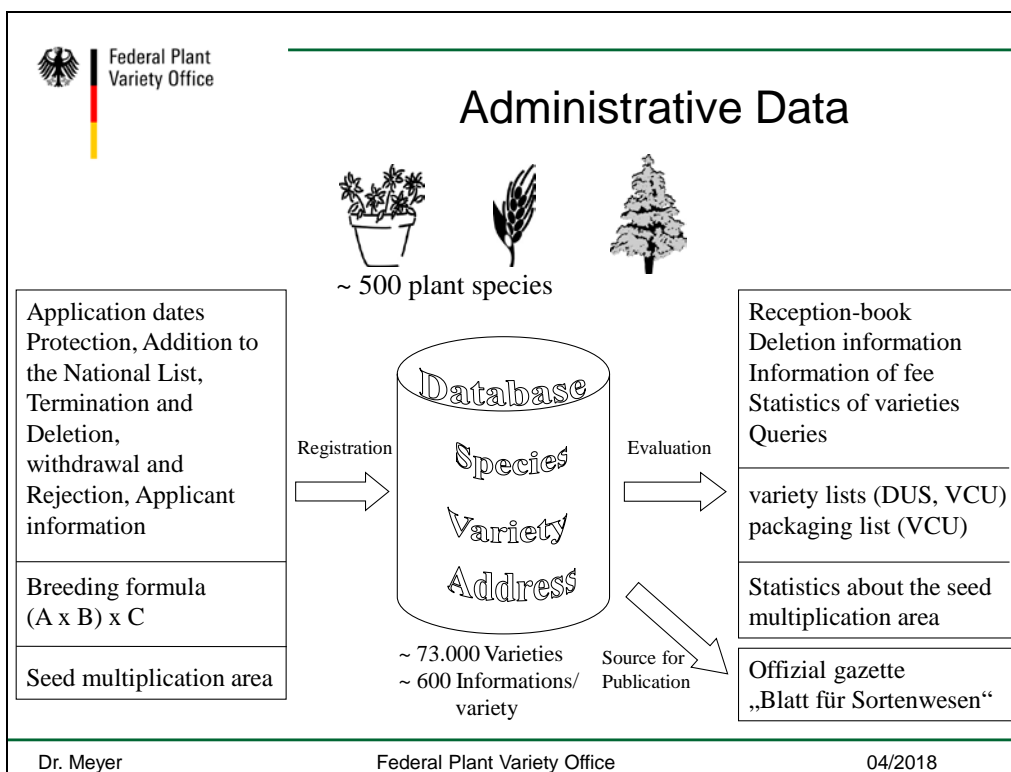 Federal Plant
Variety Office
Administrative Data
~ 500 plant species
Application dates
Protection, Addition to
the National List,
Termination and
Deletion,
withdrawal and
Rejection, Applicant
information
Breeding formula
(A x B) x C
Seed multiplication area
Registration
Database
Species
Variety
Address
~ 73.000 Varieties
~ 600 Informations/
variety
Evaluation
Source for
Publication
Reception-book
Deletion information
Information of fee
Statistics of varieties
Queries
variety lists (DUS, VCU)
packaging list (VCU)
Statistics about the seed
multiplication area
Offizial gazette
„Blatt für Sortenwesen“
Dr. Meyer
Federal Plant Variety Office
04/2018